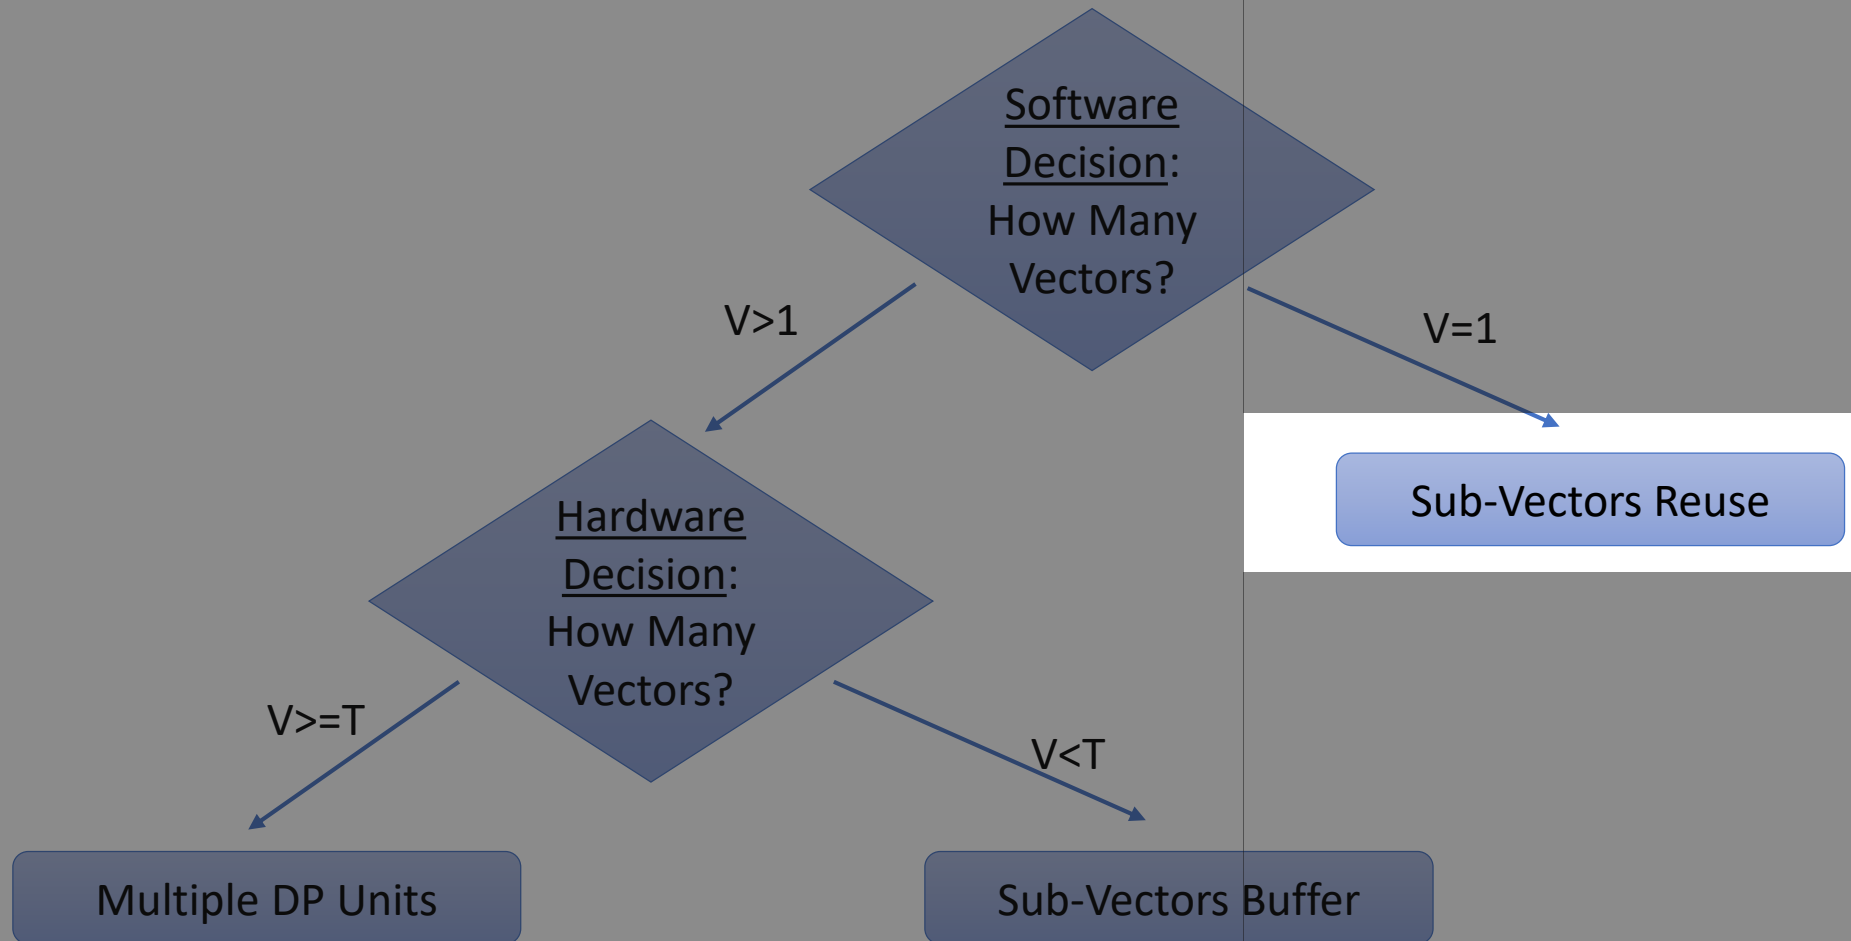 Software
Decision:
How Many
Vectors?
V>1
V=1
Sub-Vectors Reuse
Hardware
Decision:
How Many
Vectors?
V>=T
V<T
Multiple DP Units
Sub-Vectors Buffer